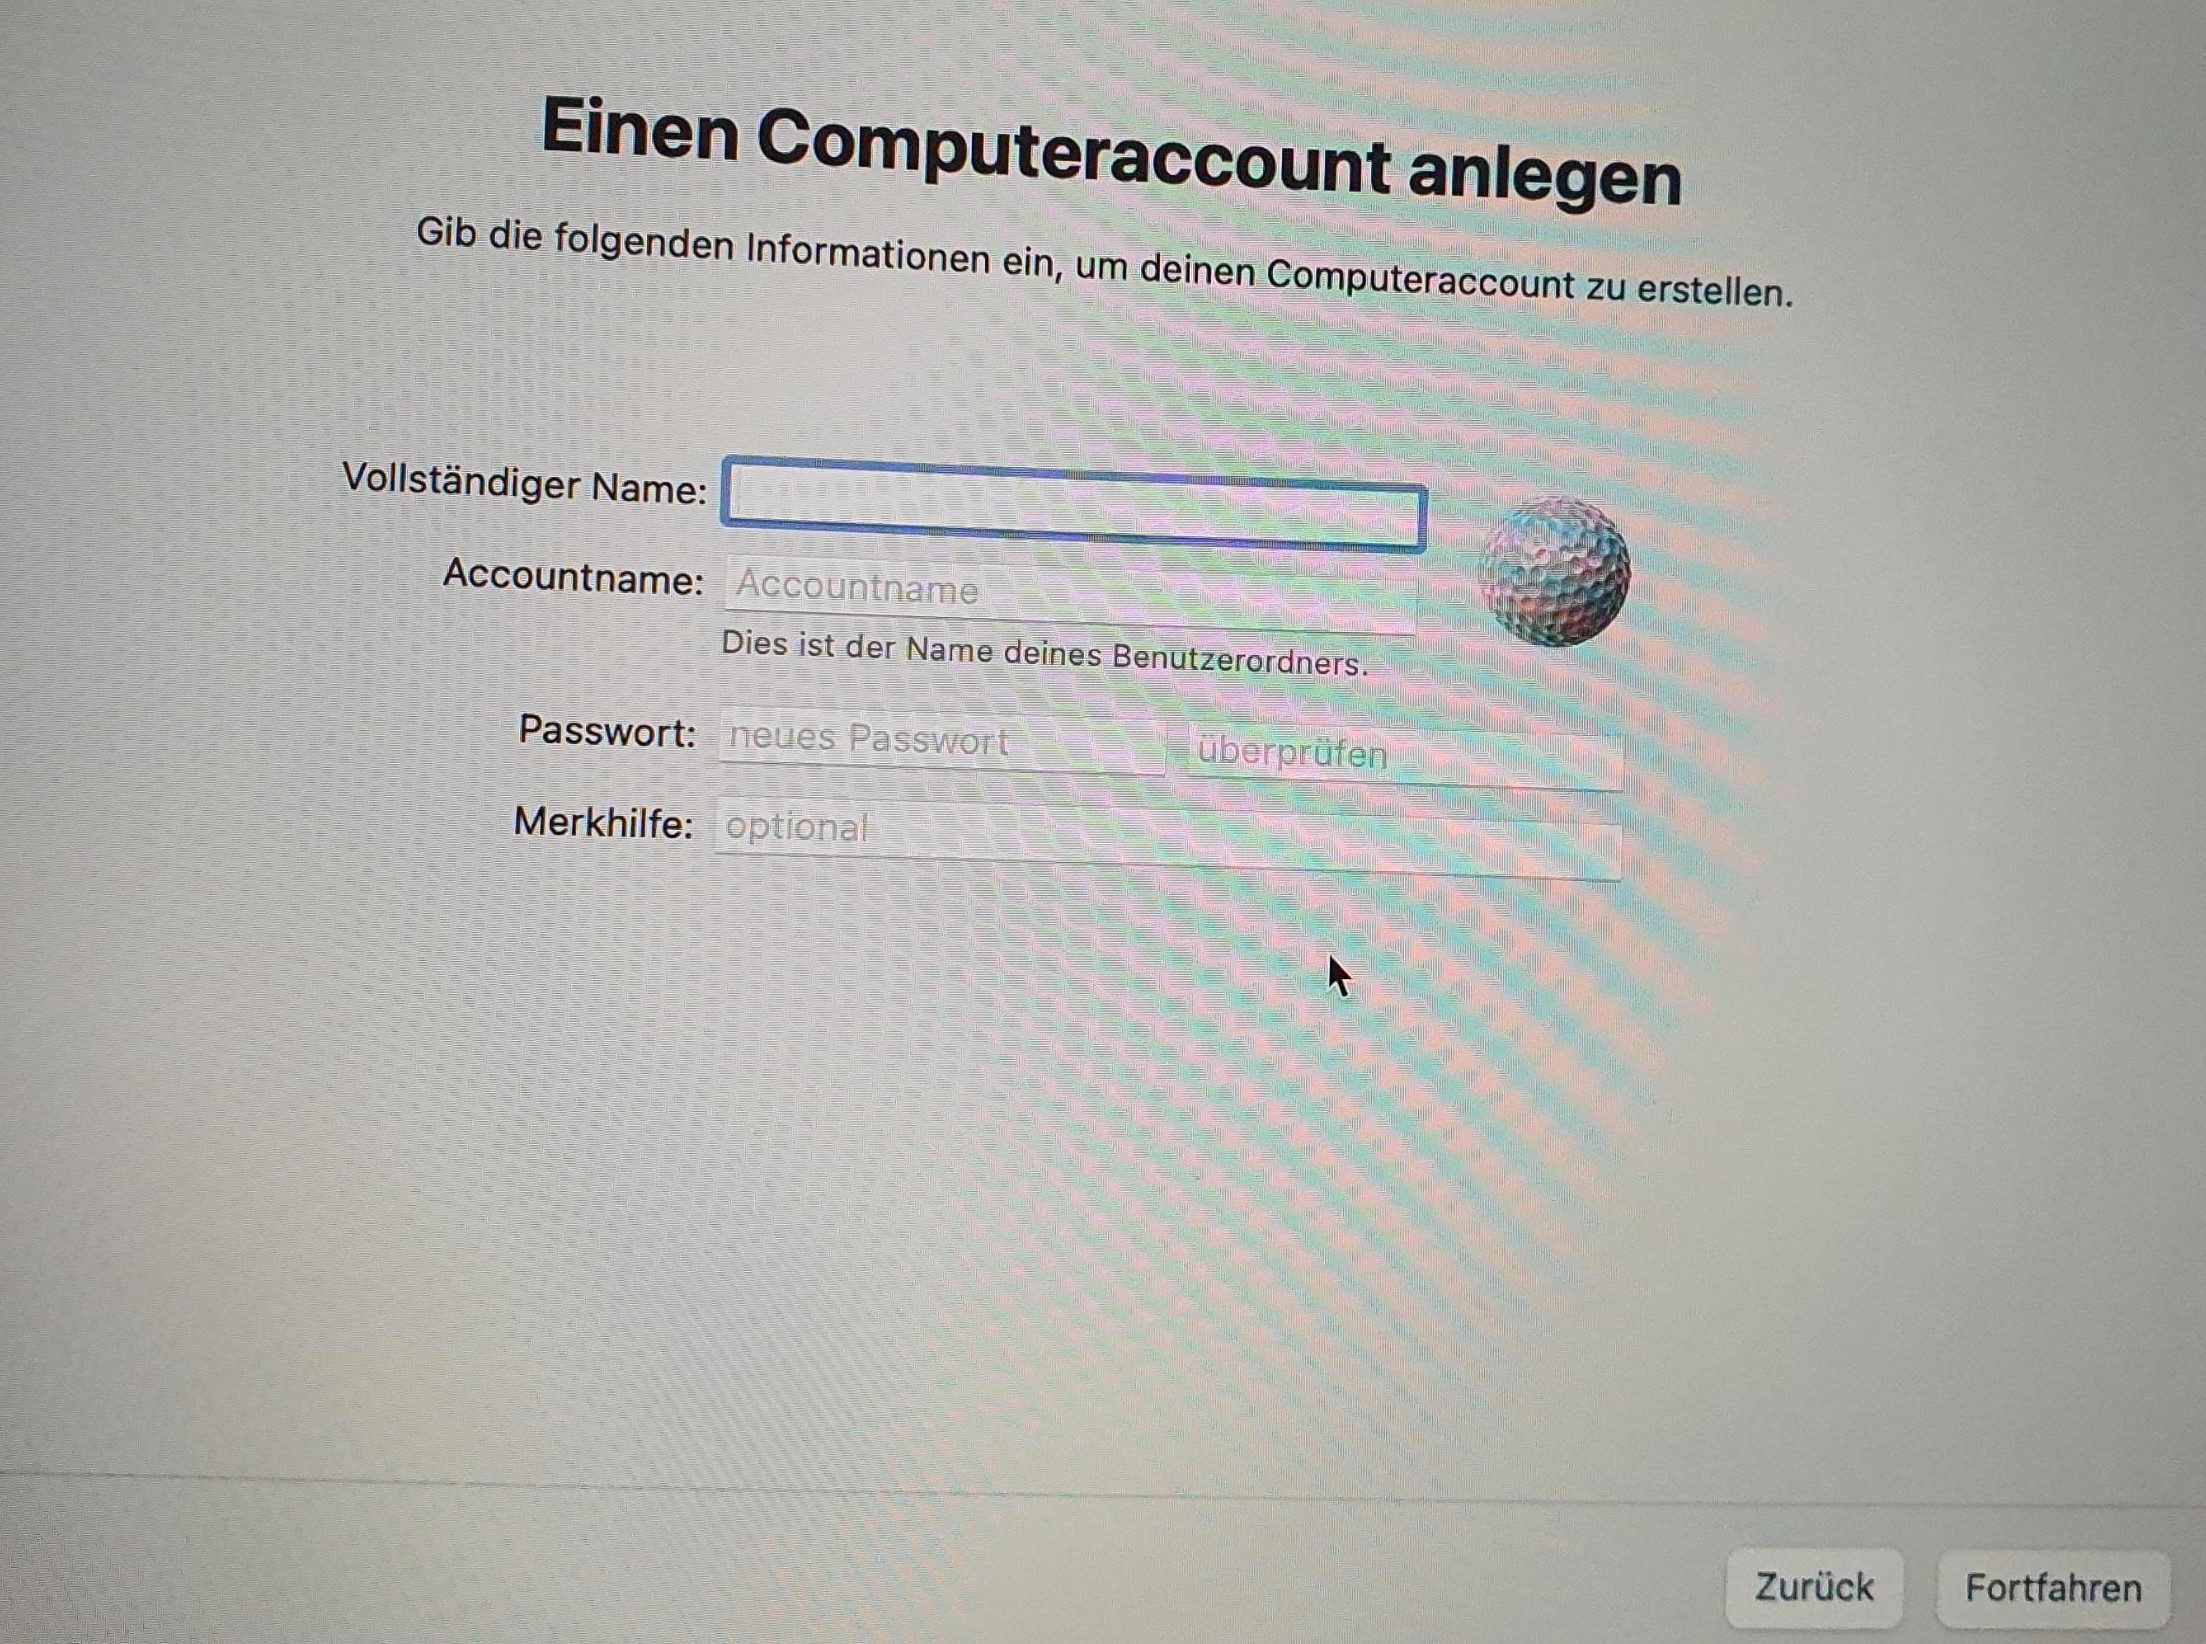 Einen Computeraccount anlegen
Gib die folgenden Informationen ein, um deinen Computeraccount zu erstellen.
Vollständiger Name:
Accountname: Accountname
Dies ist der Name deines Benutzerordners.
Passwort: neues Passwort überprüfen
Merkhilfe: optional
Zurück Fortfahren